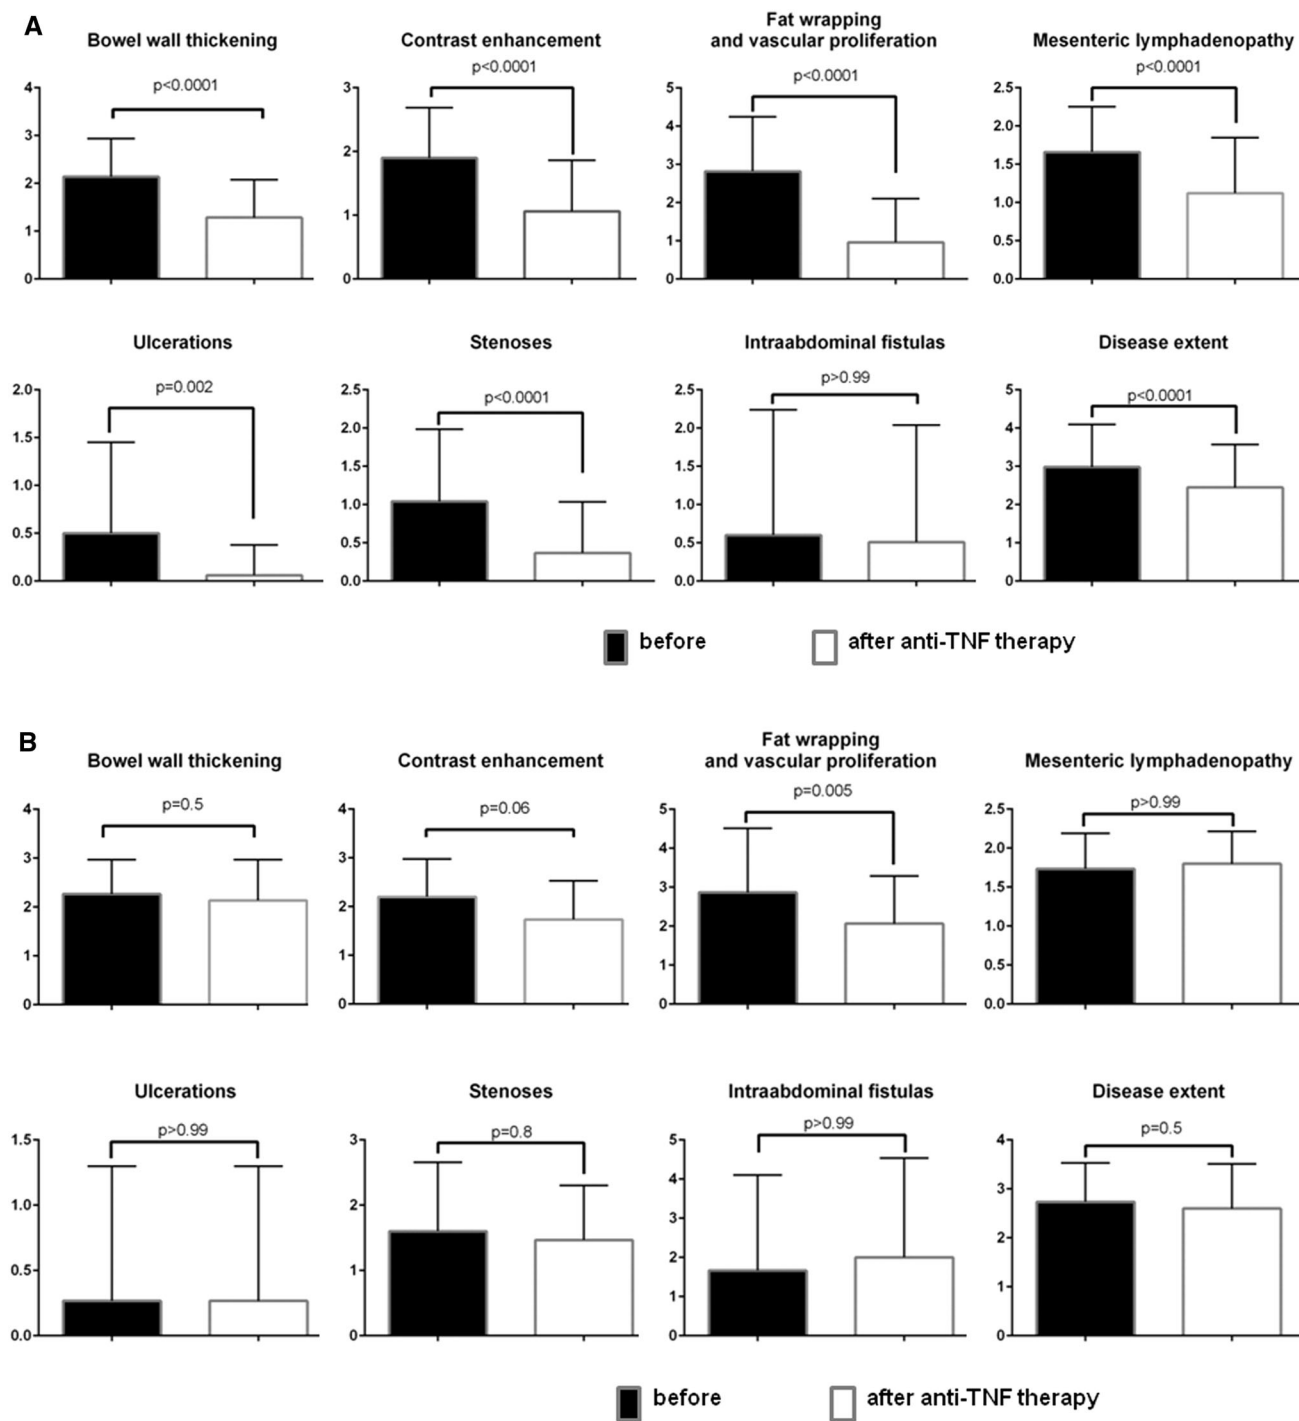 A
Bowel wall thickening
p<0.0001
4
3
2
1
0
Contrast enhancement
p<0.0001
3
2
1
0
Fat wrapping
and vascular proliferation
p<0.0001
5
4
3
2
1
0
Mesenteric lymphadenopathy
p<0.0001
2.5
2.0
1.5
1.0
0.5
0.0
Ulcerations
p=0.002
2.0
1.5
1.0
0.5
0.0
Stenoses
p<0.0001
2.5
2.0
1.5
1.0
0.5
0.0
Intraabdominal fistulas
p>0.99
2.5
2.0
1.5
1.0
0.5
0.0
Disease extent
p<0.0001
5
4
3
2
1
0
before
after anti-TNF therapy
B
Bowel wall thickening
p=0.5
4
3
2
1
0
Contrast enhancement
p=0.06
4
3
2
1
0
Fat wrapping
and vascular proliferation
p=0.005
5
4
3
2
1
0
Mesenteric lymphadenopathy
p>0.99
2.5
2.0
1.5
1.0
0.5
0.0
Ulcerations
p>0.99
1.5
1.0
0.5
0.0
Stenoses
p=0.8
3
2
1
0
Intraabdominal fistulas
p>0.99
5
4
3
2
1
0
Disease extent
p=0.5
4
3
2
1
0
before
after anti-TNF therapy